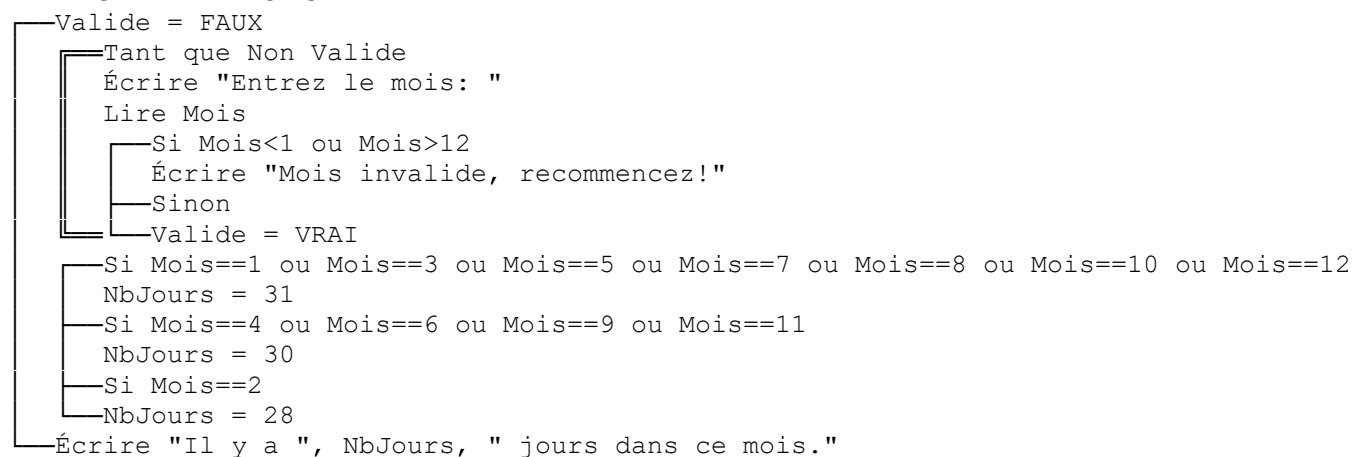 Valide = FAUX
Tant que Non Valide
Écrire "Entrez le mois: "
Lire Mois
Si Mois<1 ou Mois>12
Écrire "Mois invalide, recommencez!"
Sinon
Valide = VRAI
Si Mois==1 ou Mois==3 ou Mois==5 ou Mois==7 ou Mois==8 ou Mois==10 ou Mois==12
NbJours = 31
Si Mois==4 ou Mois==6 ou Mois==9 ou Mois==11
NbJours = 30
Si Mois==2
NbJours = 28
Écrire "Il y a ", NbJours, " jours dans ce mois."